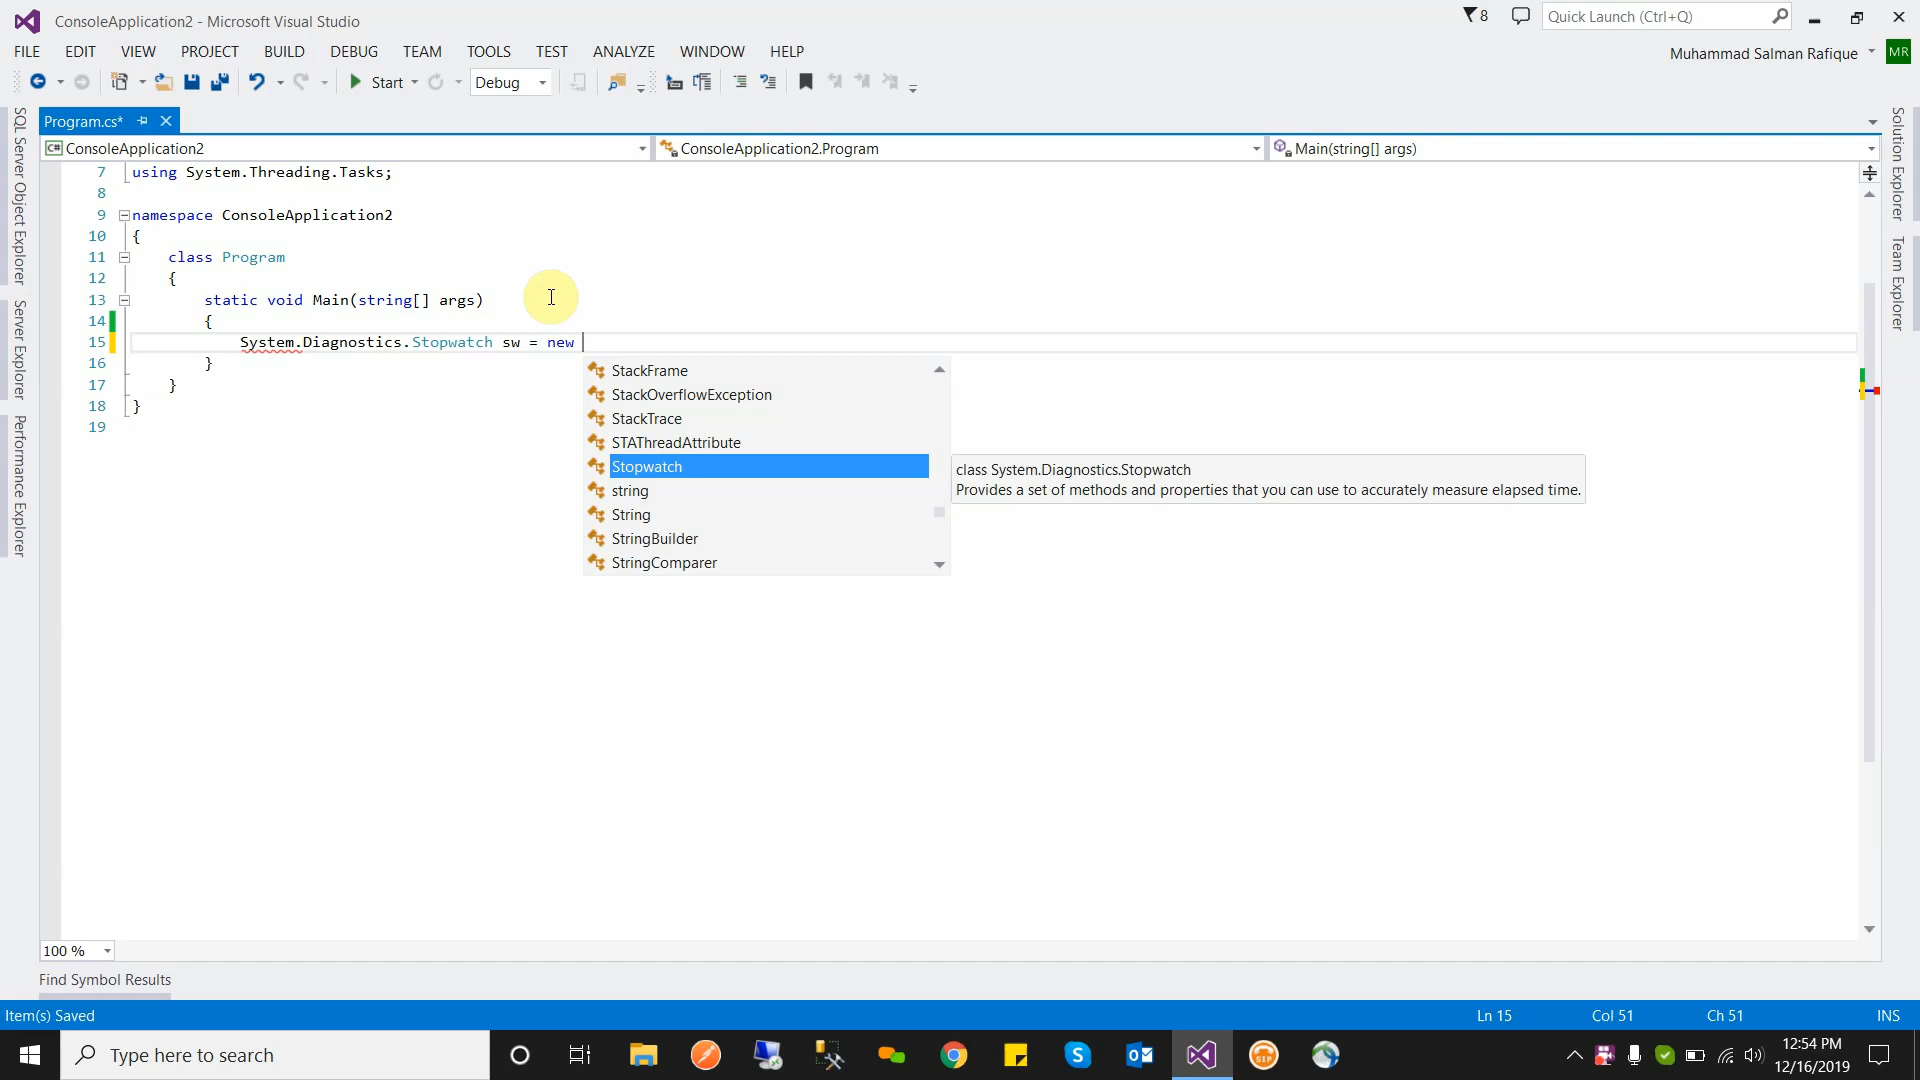 ConsoleApplication2 - Microsoft Visual Studio
8
Quick Launch (Ctrl+Q)
FILE EDIT VIEW PROJECT BUILD DEBUG TEAM TOOLS TEST ANALYZE WINDOW HELP
Muhammad Salman Rafique
MR
Start
Debug
Program.cs*
C# ConsoleApplication2
ConsoleApplication2.Program
Main(string[] args)
7 using System.Threading.Tasks;
8
9 namespace ConsoleApplication2
10 {
11 class Program
12 {
13 static void Main(string[] args)
14 {
15 System.Diagnostics.Stopwatch sw = new
16 }
17 }
18 }
19
StackFrame
StackOverflowException
StackTrace
STAThreadAttribute
Stopwatch
string
String
StringBuilder
StringComparer
class System.Diagnostics.Stopwatch
Provides a set of methods and properties that you can use to accurately measure elapsed time.
SQL Server Object Explorer
Server Explorer
Performance Explorer
Solution Explorer
Team Explorer
100 %
Find Symbol Results
Item(s) Saved
Ln 15
Col 51
Ch 51
INS
Type here to search
SIP
12:54 PM
12/16/2019